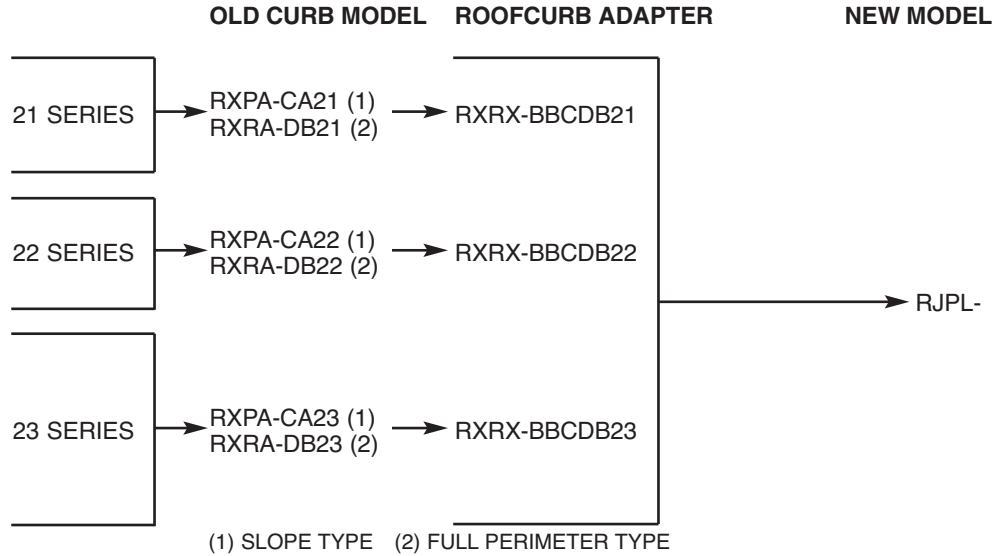 OLD CURB MODEL ROOFCURB ADAPTER NEW MODEL
21 SERIES
RXPA-CA21 (1)
RXRA-DB21 (2)
RXRX-BBCDB21
22 SERIES
RXPA-CA22 (1)
RXRA-DB22 (2)
RXRX-BBCDB22
RJPL-
23 SERIES
RXPA-CA23 (1)
RXRA-DB23 (2)
RXRX-BBCDB23
(1) SLOPE TYPE (2) FULL PERIMETER TYPE